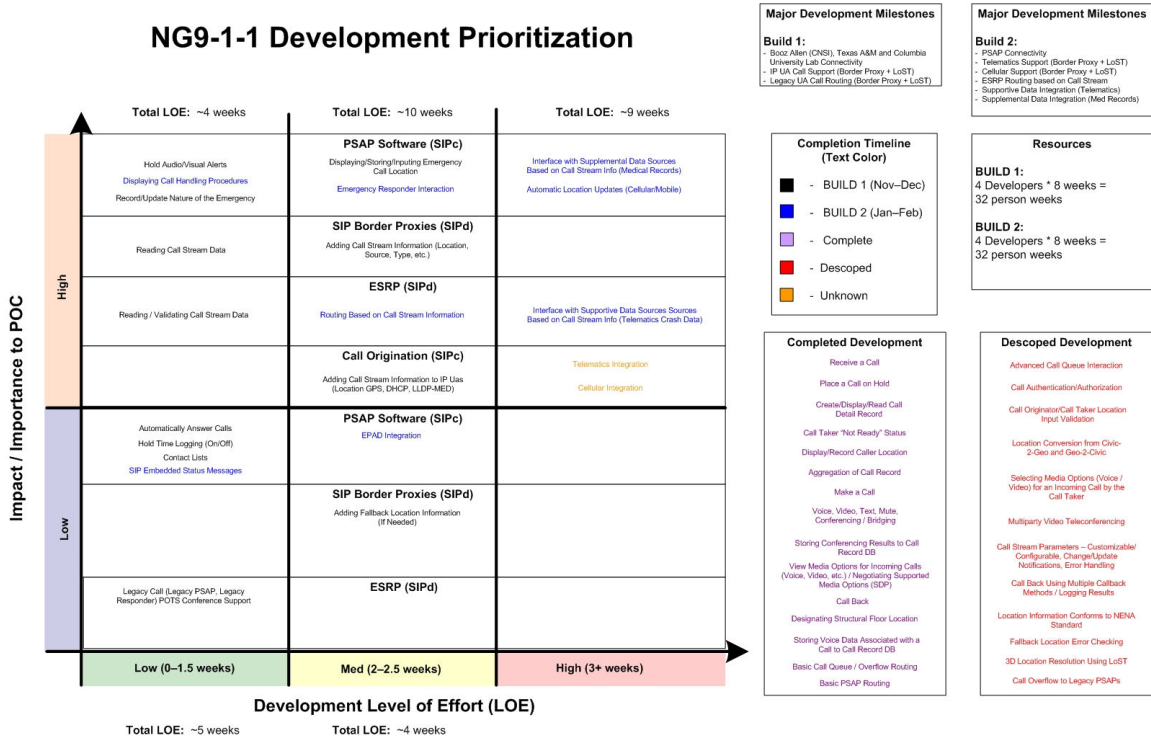 NG9-1-1 Development Prioritization
Major Development Milestones
Build 1:
- Booz Allen (CNSI), Texas A&M and Columbia
University Lab Connectivity
- IP UA Call Support (Border Proxy + LoST)
- Legacy UA Call Routing (Border Proxy + LoST)
Major Development Milestones
Build 2:
- PSAP Connectivity
- Telematics Support (Border Proxy + LoST)
- Cellular Support (Border Proxy + LoST)
- ESRP Routing based on Call Stream
- Supportive Data Integration (Telematics)
- Supplemental Data Integration (Med Records)
Total LOE: ~4 weeks
Total LOE: ~10 weeks
Total LOE: ~9 weeks
Impact / Importance to POC
High
Low
PSAP Software (SIPc)
Hold Audio/Visual Alerts
Displaying Call Handling Procedures
Record/Update Nature of the Emergency
Displaying/Storing/Inputing Emergency
Call Location
Emergency Responder Interaction
Interface with Supplemental Data Sources
Based on Call Stream Info (Medical Records)
Automatic Location Updates (Cellular/Mobile)
SIP Border Proxies (SIPd)
Reading Call Stream Data
Adding Call Stream Information (Location,
Source, Type, etc.)
ESRP (SIPd)
Reading / Validating Call Stream Data
Routing Based on Call Stream Information
Interface with Supportive Data Sources Sources
Based on Call Stream Info (Telematics Crash Data)
Call Origination (SIPc)
Adding Call Stream Information to IP Uas
(Location GPS, DHCP, LLDP-MED)
Telematics Integration
Cellular Integration
PSAP Software (SIPc)
Automatically Answer Calls
Hold Time Logging (On/Off)
Contact Lists
SIP Embedded Status Messages
EPAD Integration
SIP Border Proxies (SIPd)
Adding Fallback Location Information
(If Needed)
ESRP (SIPd)
Legacy Call (Legacy PSAP, Legacy
Responder) POTS Conference Support
Low (0–1.5 weeks)
Med (2–2.5 weeks)
High (3+ weeks)
Development Level of Effort (LOE)
Total LOE: ~5 weeks
Total LOE: ~4 weeks
Completion Timeline
(Text Color)
- BUILD 1 (Nov–Dec)
- BUILD 2 (Jan–Feb)
- Complete
- Descoped
- Unknown
Resources
BUILD 1:
4 Developers * 8 weeks =
32 person weeks
BUILD 2:
4 Developers * 8 weeks =
32 person weeks
Completed Development
Receive a Call
Place a Call on Hold
Create/Display/Read Call
Detail Record
Call Taker “Not Ready” Status
Display/Record Caller Location
Aggregation of Call Record
Make a Call
Voice, Video, Text, Mute,
Conferencing / Bridging
Storing Conferencing Results to Call
Record DB
View Media Options for Incoming Calls
(Voice, Video, etc.) / Negotiating Supported
Media Options (SDP)
Call Back
Designating Structural Floor Location
Storing Voice Data Associated with a
Call to Call Record DB
Basic Call Queue / Overflow Routing
Basic PSAP Routing
Descoped Development
Advanced Call Queue Interaction
Call Authentication/Authorization
Call Originator/Call Taker Location
Input Validation
Location Conversion from Civic-
2-Geo and Geo-2-Civic
Selecting Media Options (Voice /
Video) for an Incoming Call by the
Call Taker
Multiparty Video Teleconferencing
Call Stream Parameters – Customizable/
Configurable, Change/Update
Notifications, Error Handling
Call Back Using Multiple Callback
Methods / Logging Results
Location Information Conforms to NENA
Standard
Fallback Location Error Checking
3D Location Resolution Using LoST
Call Overflow to Legacy PSAPs